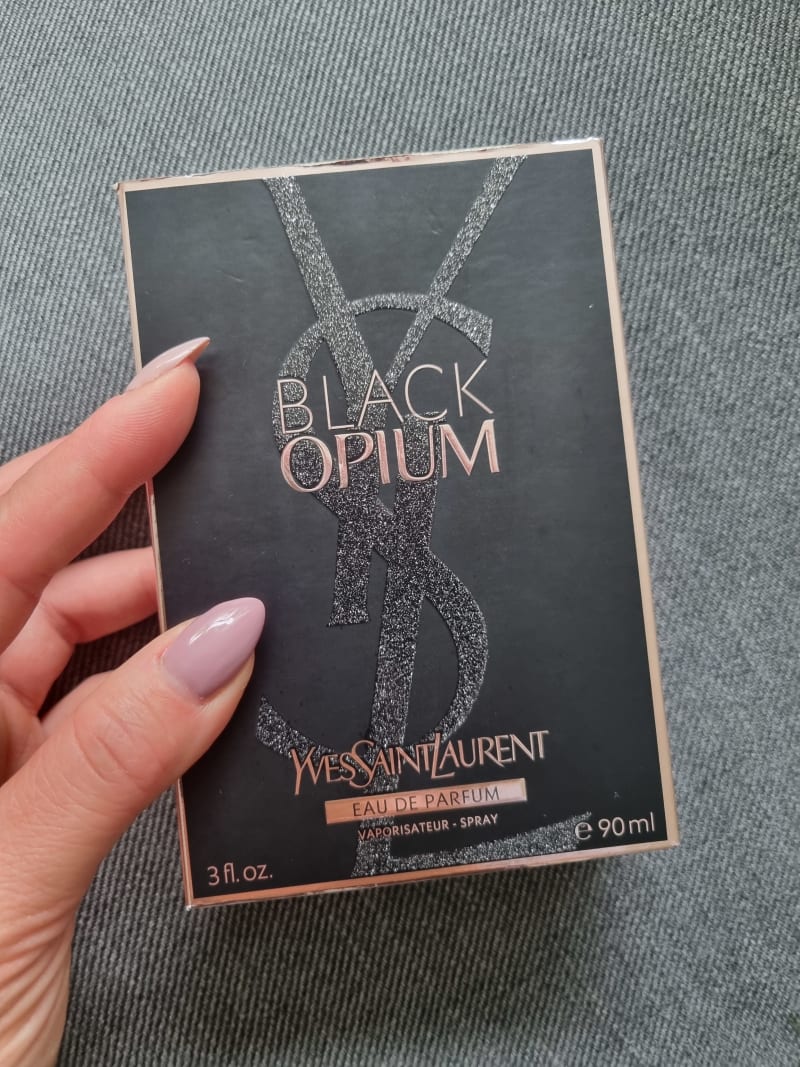 BLACK
OPIUM
YVESSAINTLAURENT
EAU DE PARFUM
VAPORISATEUR - SPRAY
3 fl. oz.
℮ 90 ml